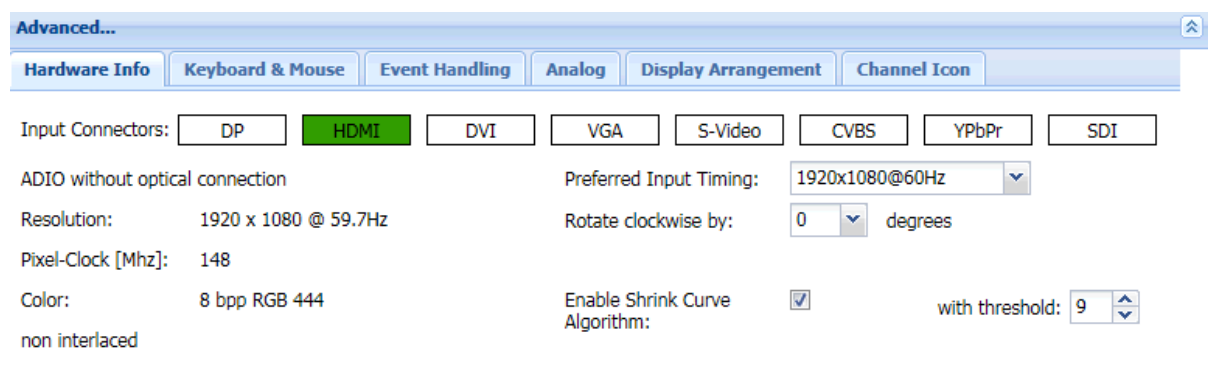 Advanced...
Hardware Info Keyboard & Mouse Event Handling Analog Display Arrangement Channel Icon
Input Connectors: DP HDMI DVI VGA S-Video CVBS YPbPr SDI
ADIO without optical connection Preferred Input Timing: 1920x1080@60Hz
Resolution: 1920 x 1080 @ 59.7Hz Rotate clockwise by: 0 degrees
Pixel-Clock [Mhz]: 148
Color: 8 bpp RGB 444 Enable Shrink Curve with threshold: 9
Algorithm:
non interlaced